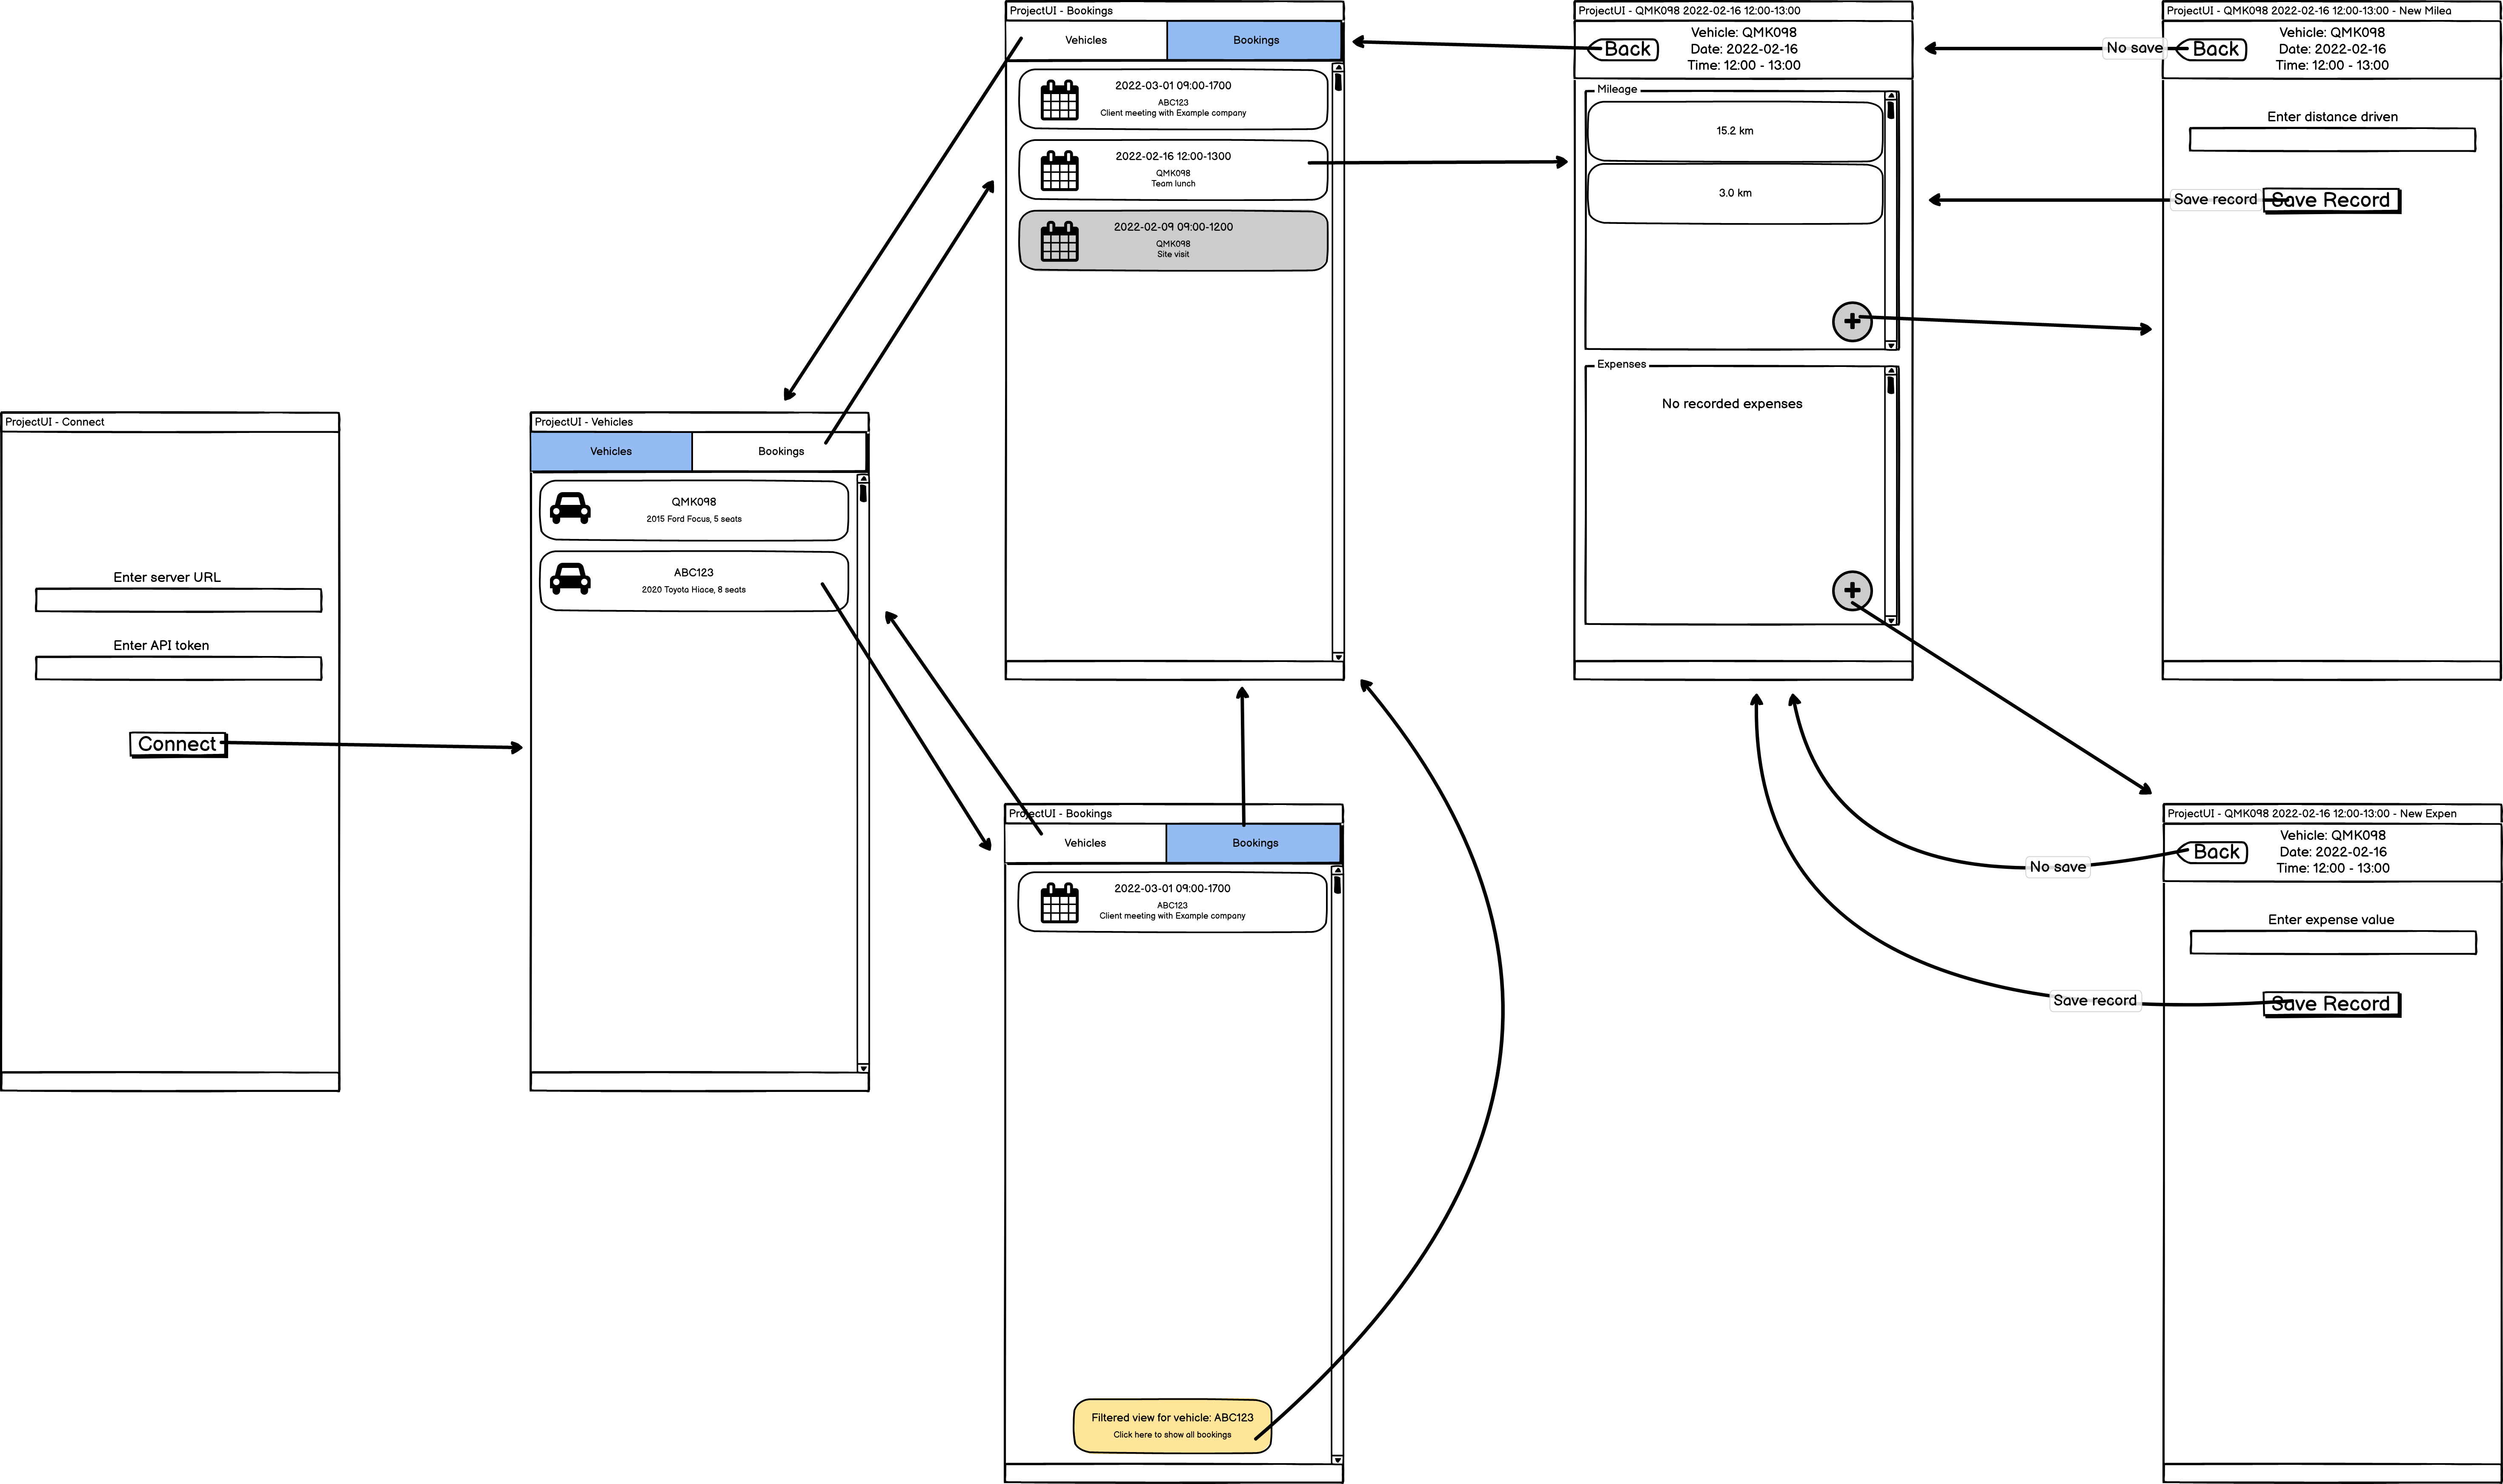 ProjectUI - Connect
Enter server URL
Enter API token
Connect
ProjectUI - Vehicles
Vehicles
Bookings
QMK098
2015 Ford Focus, 5 seats
ABC123
2020 Toyota Hiace, 8 seats
ProjectUI - Bookings
Vehicles
Bookings
2022-03-01 09:00-1700
ABC123
Client meeting with Example company
2022-02-16 12:00-1300
QMK098
Team lunch
2022-02-09 09:00-1200
QMK098
Site visit
ProjectUI - Bookings
Vehicles
Bookings
2022-03-01 09:00-1700
ABC123
Client meeting with Example company
Filtered view for vehicle: ABC123
Click here to show all bookings
ProjectUI - QMK098 2022-02-16 12:00-13:00
Back
Vehicle: QMK098
Date: 2022-02-16
Time: 12:00 - 13:00
Mileage
15.2 km
3.0 km
Expenses
No recorded expenses
ProjectUI - QMK098 2022-02-16 12:00-13:00 - New Milea
No save
Back
Vehicle: QMK098
Date: 2022-02-16
Time: 12:00 - 13:00
Enter distance driven
Save record
Save Record
ProjectUI - QMK098 2022-02-16 12:00-13:00 - New Expen
Back
Vehicle: QMK098
Date: 2022-02-16
Time: 12:00 - 13:00
No save
Enter expense value
Save record
Save Record